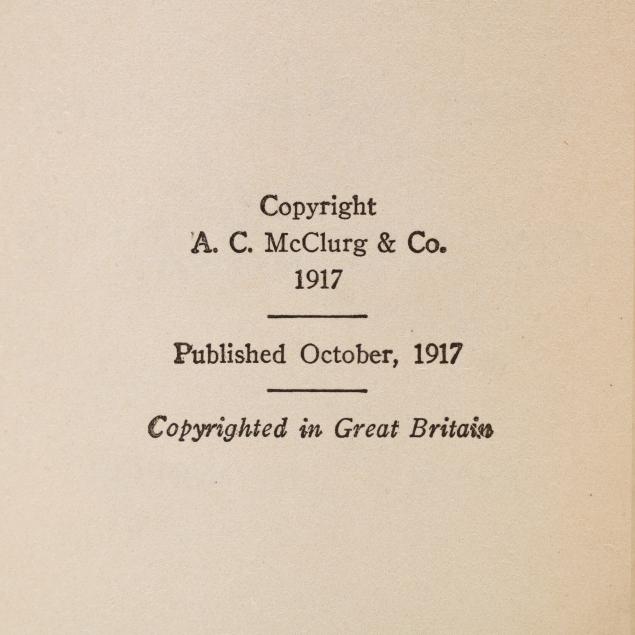 Copyright
A. C. McClurg & Co.
1917
Published October, 1917
Copyrighted in Great Britain